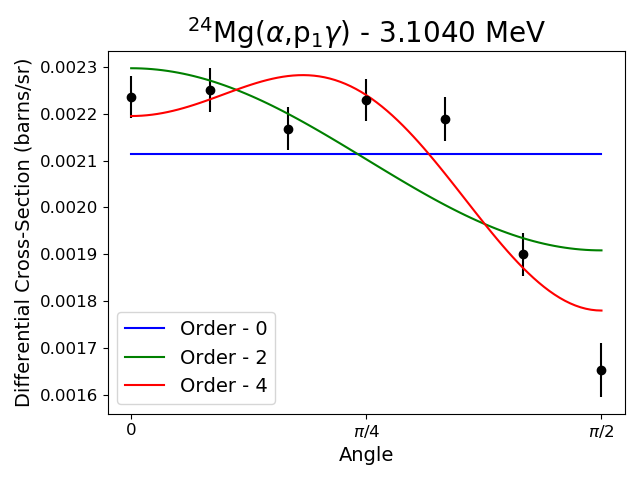 ²⁴Mg(α,p₁γ) - 3.1040 MeV
Differential Cross-Section (barns/sr)
0.0023
0.0022
0.0021
0.0020
0.0019
0.0018
0.0017
0.0016
Order - 0
Order - 2
Order - 4
0 π/4 π/2
Angle